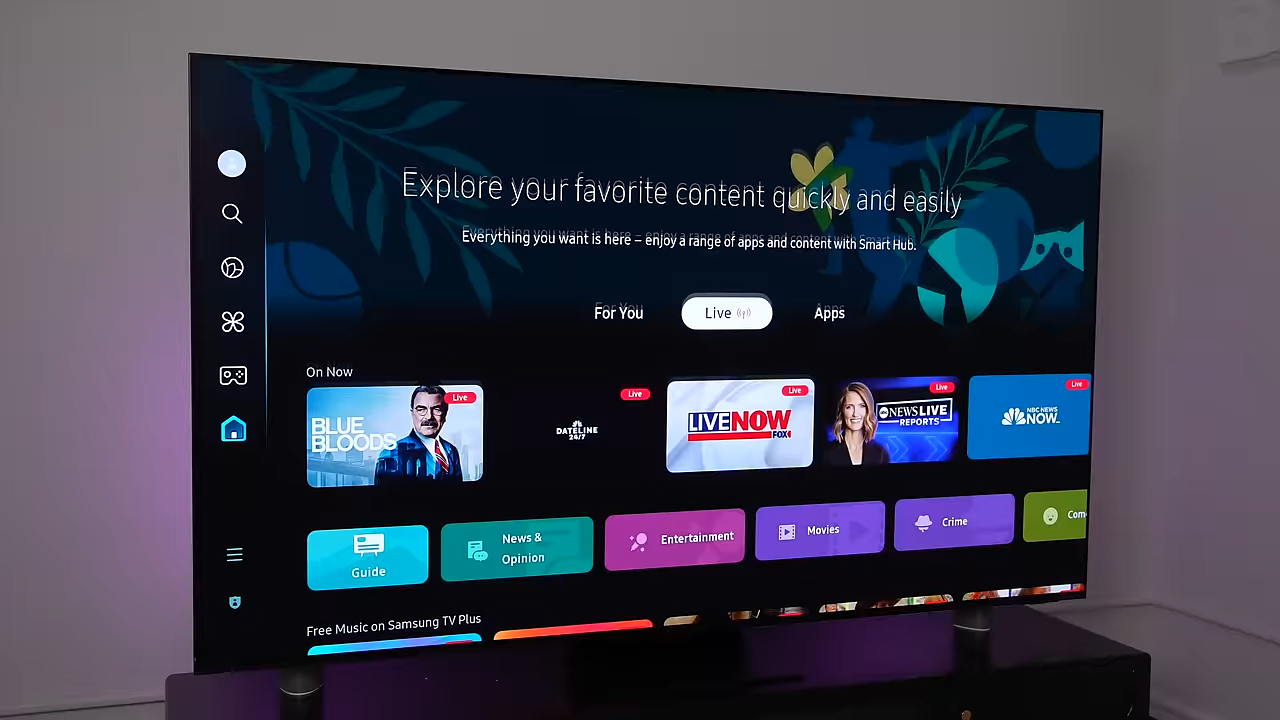 Explore your favorite content quickly and easily
Everything you want is here – enjoy a range of apps and content with Smart Hub.
For You
Live
Apps
On Now
BLUE
BLOODS
Live
DATELINE
24/7
Live
LIVENOW
FOX
Live
abc NEWS LIVE
REPORTS
Live
NBC NEWS
NOW
Live
Guide
News &
Opinion
Entertainment
Movies
Crime
Com
Free Music on Samsung TV Plus